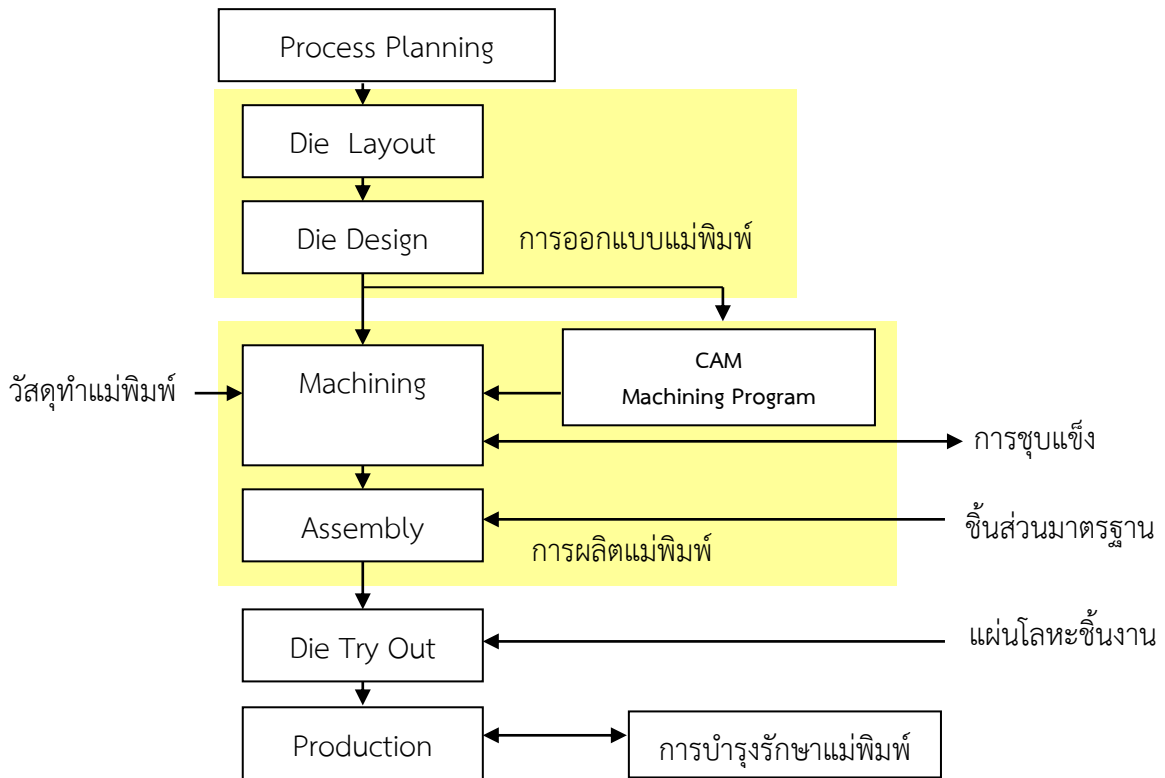 Process Planning
Die Layout
Die Design
การออกแบบแม่พิมพ์
CAM
Machining
Machining Program
วัสดุทำแม่พิมพ์
การชุบแข็ง
Assembly
ชิ้นส่วนมาตรฐาน
การผลิตแม่พิมพ์
Die Try Out
แผ่นโลหะชิ้นงาน
Production
การบำรุงรักษาแม่พิมพ์